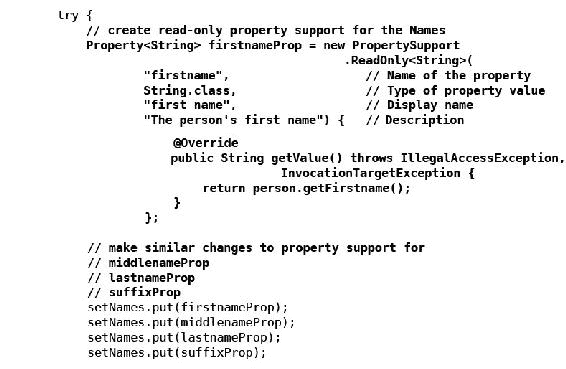 try {
// create read-only property support for the Names
Property<String> firstnameProp = new PropertySupport
.ReadOnly<String>(
"firstname", // Name of the property
String.class, // Type of property value
"first name", // Display name
"The person's first name") { // Description
@Override
public String getValue() throws IllegalAccessException,
InvocationTargetException {
return person.getFirstname();
}
};
// make similar changes to property support for
// middlenameProp
// lastnameProp
// suffixProp
setNames.put(firstnameProp);
setNames.put(middlenameProp);
setNames.put(lastnameProp);
setNames.put(suffixProp);